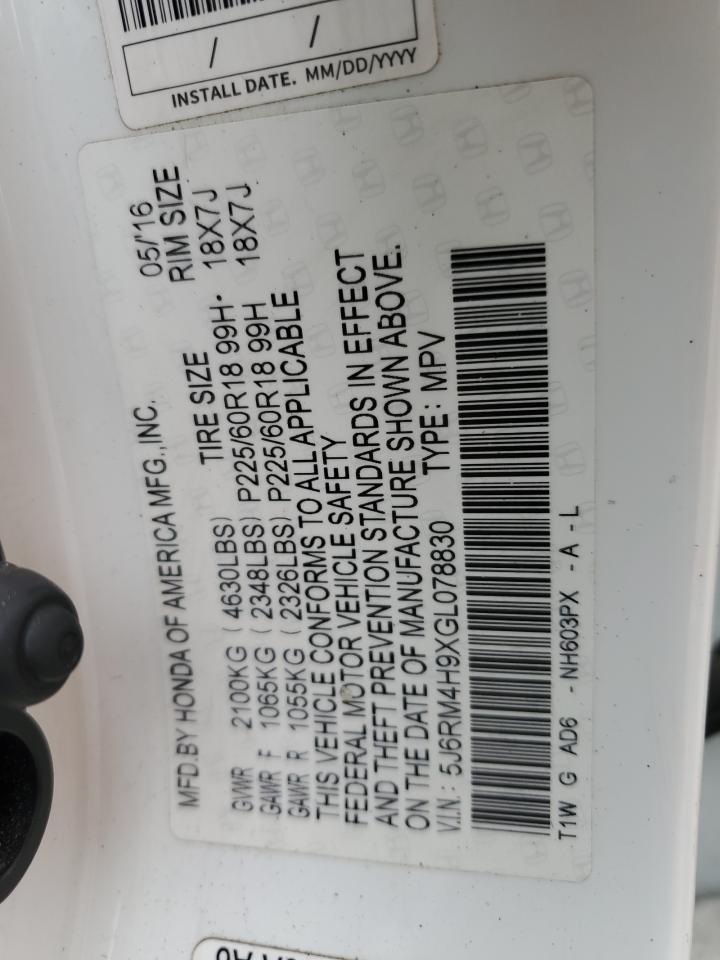 / /
INSTALL DATE. MM/DD/YYYY
MFD.BY HONDA OF AMERICA MFG.,INC. 05/'16
TIRE SIZE RIM SIZE
GVWR 2100KG ( 4630LBS)
GAWR F 1065KG ( 2348LBS) P225/60R18 99H· 18X7J
GAWR R 1055KG ( 2326LBS) P225/60R18 99H 18X7J
THIS VEHICLE CONFORMS TO ALL APPLICABLE
FEDERAL MOTOR VEHICLE SAFETY
AND THEFT PREVENTION STANDARDS IN EFFECT
ON THE DATE OF MANUFACTURE SHOWN ABOVE.
V.I.N.: 5J6RM4H9XGL078830 TYPE: MPV
T1W G AD6 - NH603PX - A - L